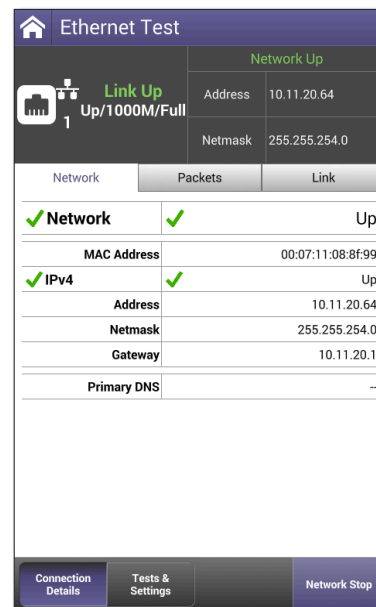 Ethernet Test
Network Up
Link Up
Up/1000M/Full
1
Address 10.11.20.64
Netmask 255.255.254.0
Network Packets Link
Network Up
MAC Address 00:07:11:08:8f:99
IPv4 Up
Address 10.11.20.64
Netmask 255.255.254.0
Gateway 10.11.20.1
Primary DNS --
Connection Details
Tests & Settings
Network Stop